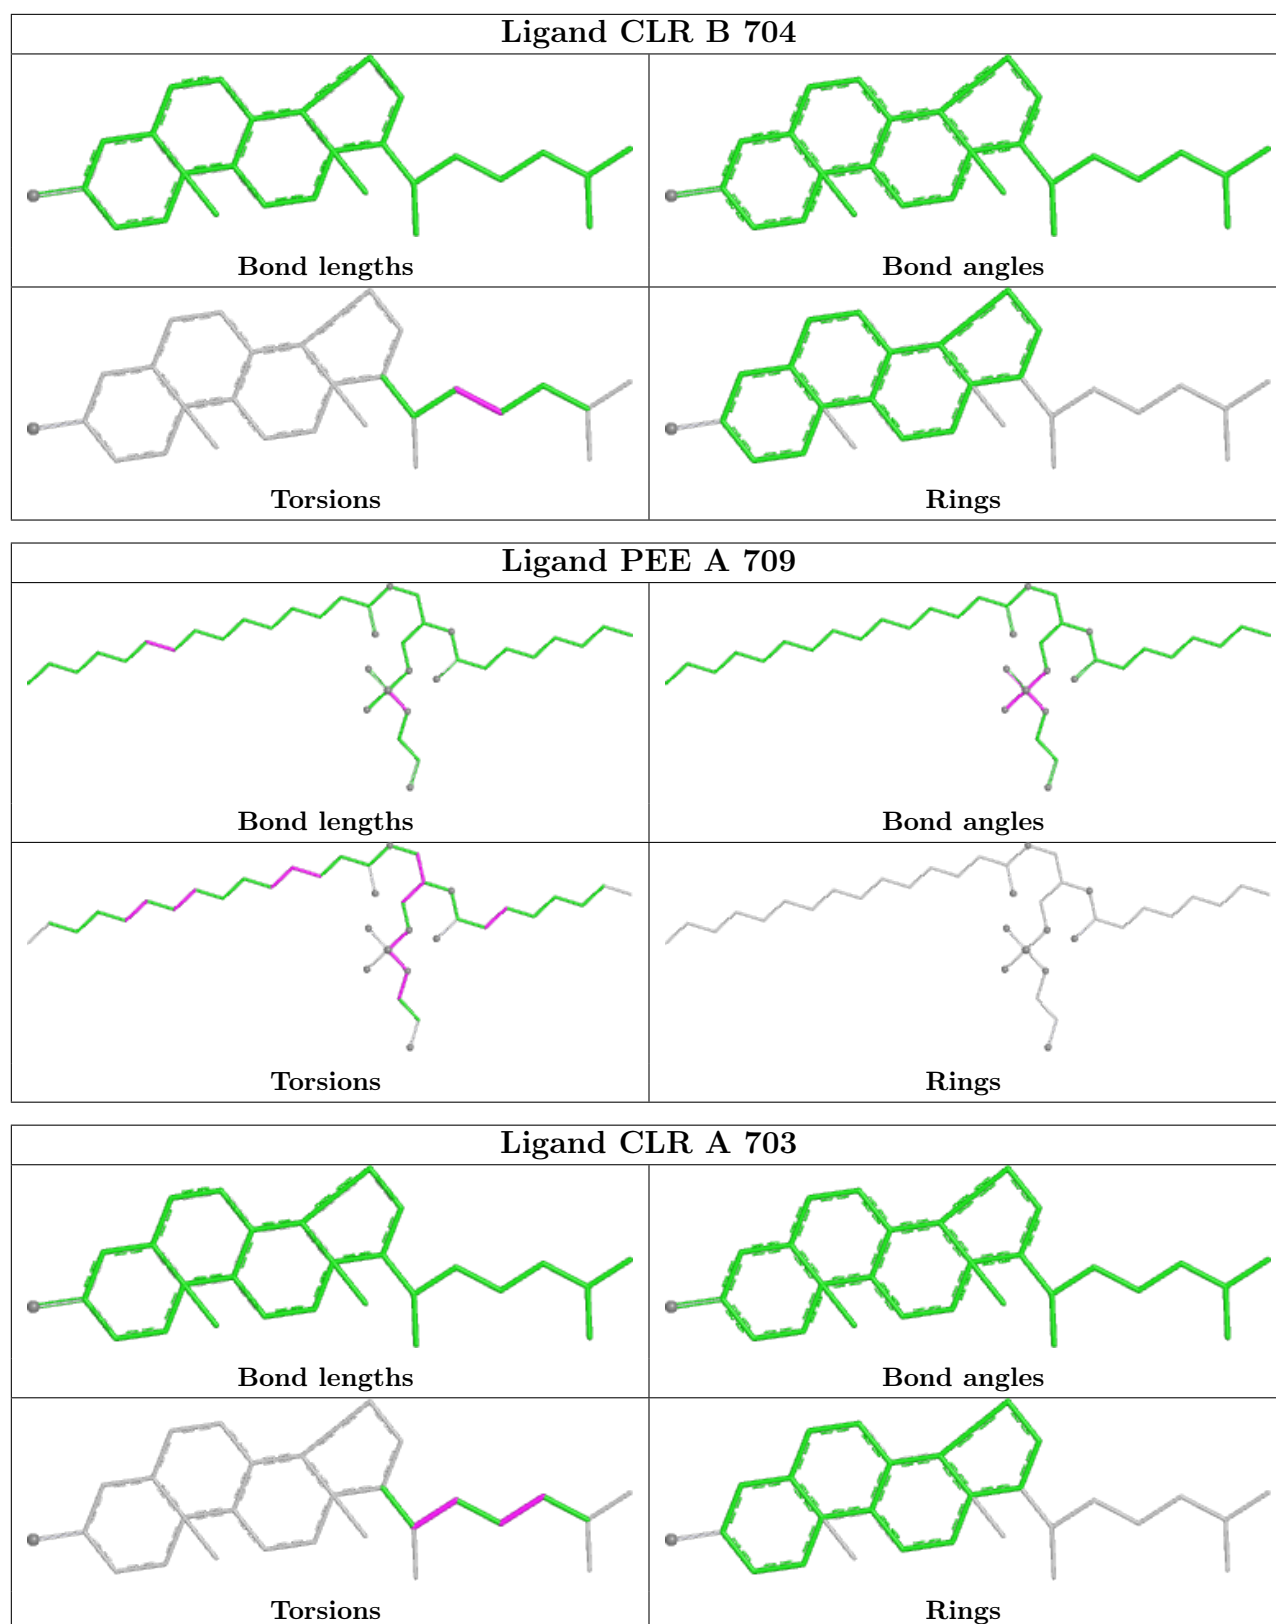 Ligand CLR B 704
Bond lengths
Bond angles
Torsions
Rings
Ligand PEE A 709
Bond lengths
Bond angles
Torsions
Rings
Ligand CLR A 703
Bond lengths
Bond angles
Torsions
Rings